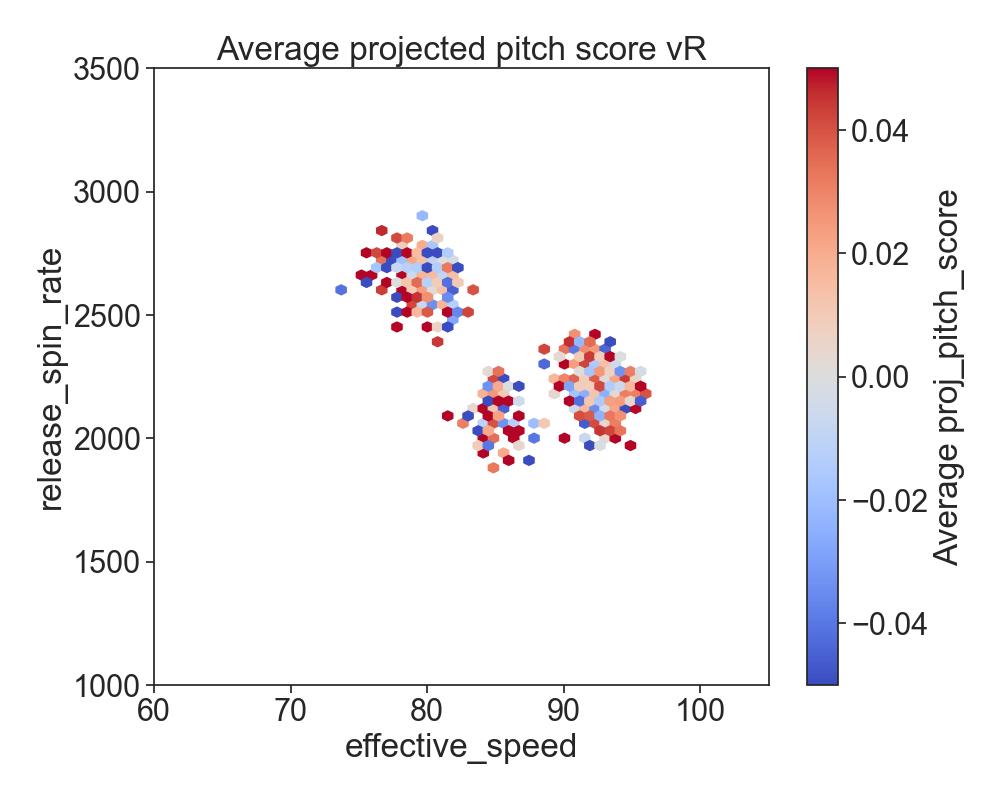 Average projected pitch score vR
3500
3000
2500
2000
1500
1000
release_spin_rate
60 70 80 90 100
effective_speed
0.04
0.02
0.00
−0.02
−0.04
Average proj_pitch_score